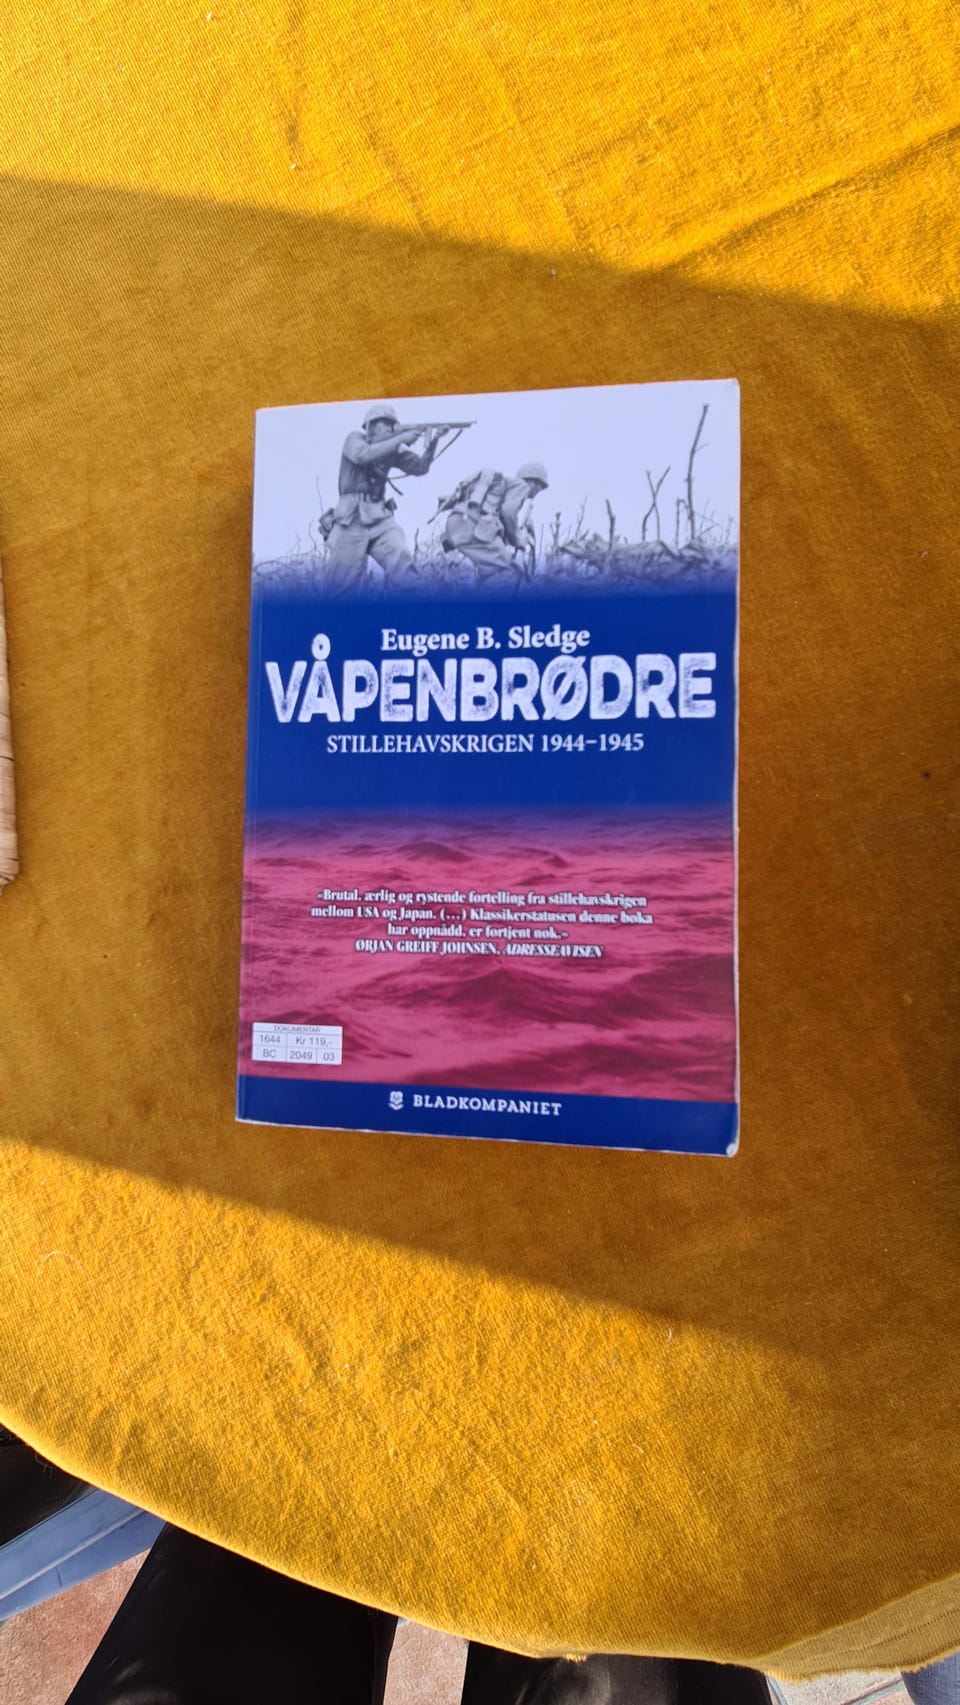 Eugene B. Sledge
VÅPENBRØDRE
STILLEHAVSKRIGEN 1944–1945
«Brutal, ærlig og rystende fortelling fra stillehavskrigen
mellom USA og Japan. (…) Klassikerstatusen denne boka
har oppnådd, er fortjent nok.»
ØRJAN GREIFF JOHNSEN, ADRESSEAVISEN
DOKUMENTAR
1644 Kr 119,-
BC 2049 03
BLADKOMPANIET